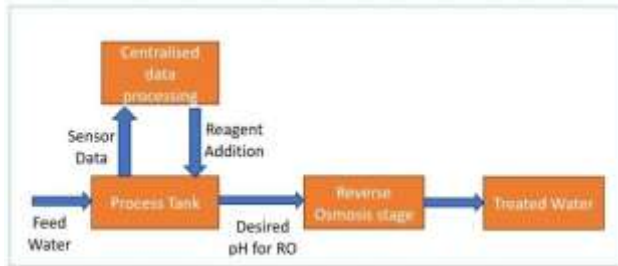 Centralised
data
processing
Sensor
Data
Reagent
Addition
Feed
Water
Process Tank
Desired
pH for RO
Reverse
Osmosis stage
Treated Water